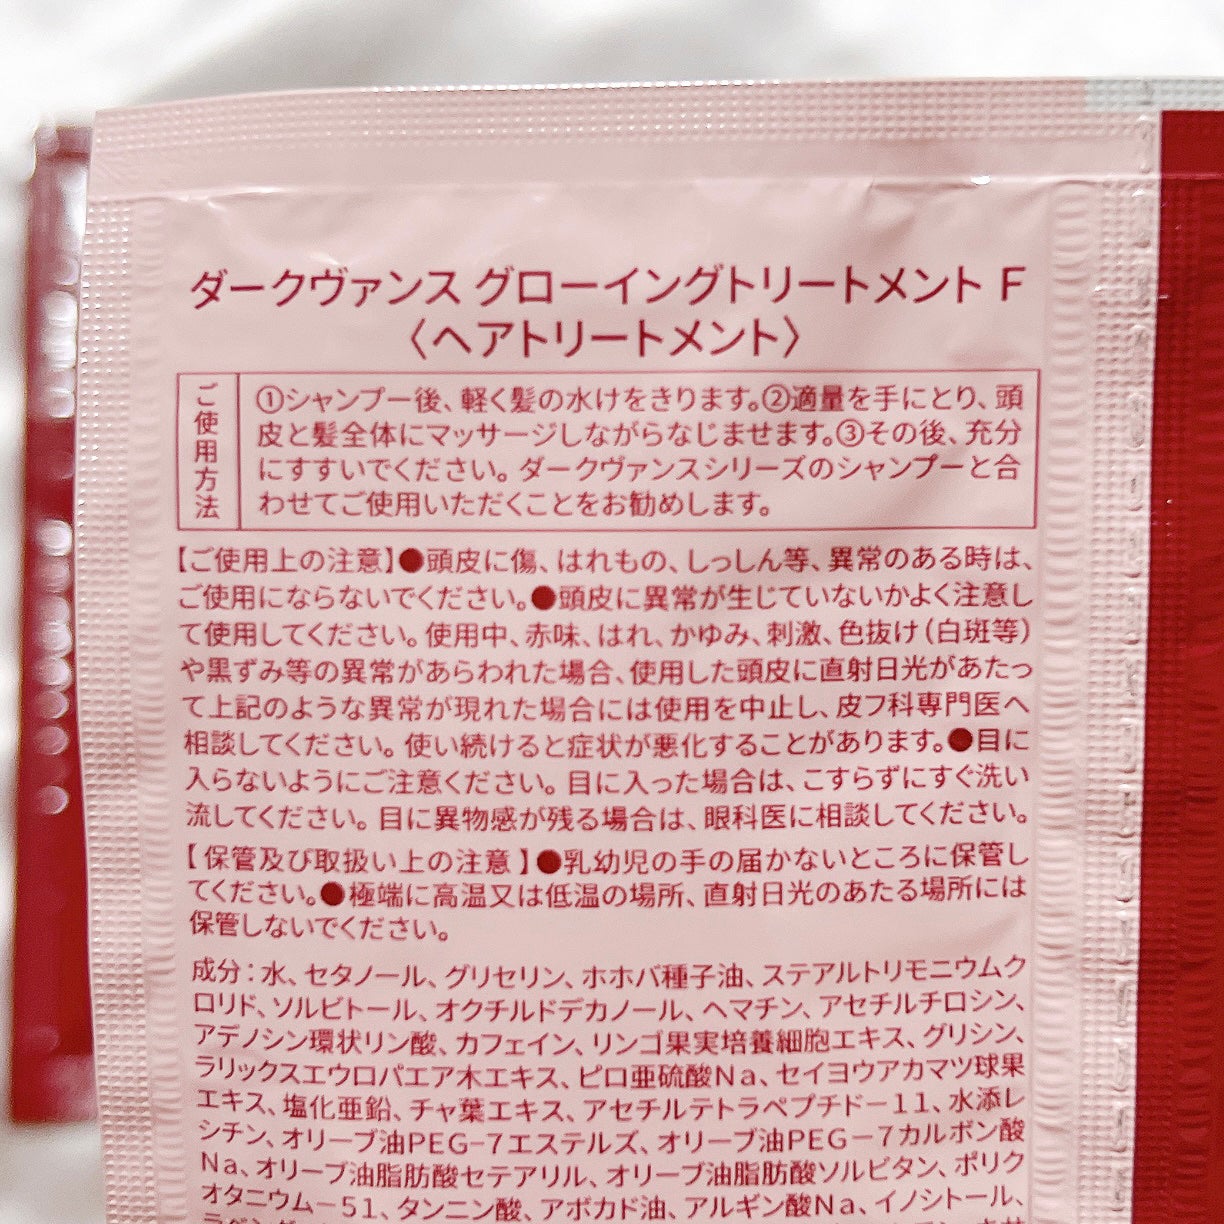 ダークヴァンス グローイングトリートメント F
〈ヘアトリートメント〉
ご使用方法
①シャンプー後、軽く髪の水けをきります。②適量を手にとり、頭
皮と髪全体にマッサージしながらなじませます。③その後、充分
にすすいでください。ダークヴァンスシリーズのシャンプーと合
わせてご使用いただくことをお勧めします。
【ご使用上の注意】●頭皮に傷、はれもの、しっしん等、異常のある時は、
ご使用にならないでください。●頭皮に異常が生じていないかよく注意し
て使用してください。使用中、赤味、はれ、かゆみ、刺激、色抜け（白斑等）
や黒ずみ等の異常があらわれた場合、使用した頭皮に直射日光があたっ
て上記のような異常が現れた場合には使用を中止し、皮フ科専門医へ
相談してください。使い続けると症状が悪化することがあります。●目に
入らないようにご注意ください。目に入った場合は、こすらずにすぐ洗い
流してください。目に異物感が残る場合は、眼科医に相談してください。
【保管及び取扱い上の注意】●乳幼児の手の届かないところに保管し
てください。●極端に高温又は低温の場所、直射日光のあたる場所には
保管しないでください。
成分：水、セタノール、グリセリン、ホホバ種子油、ステアルトリモニウムク
ロリド、ソルビトール、オクチルドデカノール、ヘマチン、アセチルチロシン、
アデノシン環状リン酸、カフェイン、リンゴ果実培養細胞エキス、グリシン、
ラリックスエウロパエア木エキス、ピロ亜硫酸Na、セイヨウアカマツ球果
エキス、塩化亜鉛、チャ葉エキス、アセチルテトラペプチド－11、水添レ
シチン、オリーブ油PEG－7エステルズ、オリーブ油PEG－7カルボン酸
Na、オリーブ油脂肪酸セテアリル、オリーブ油脂肪酸ソルビタン、ポリク
オタニウム－51、タンニン酸、アボカド油、アルギン酸Na、イノシトール、